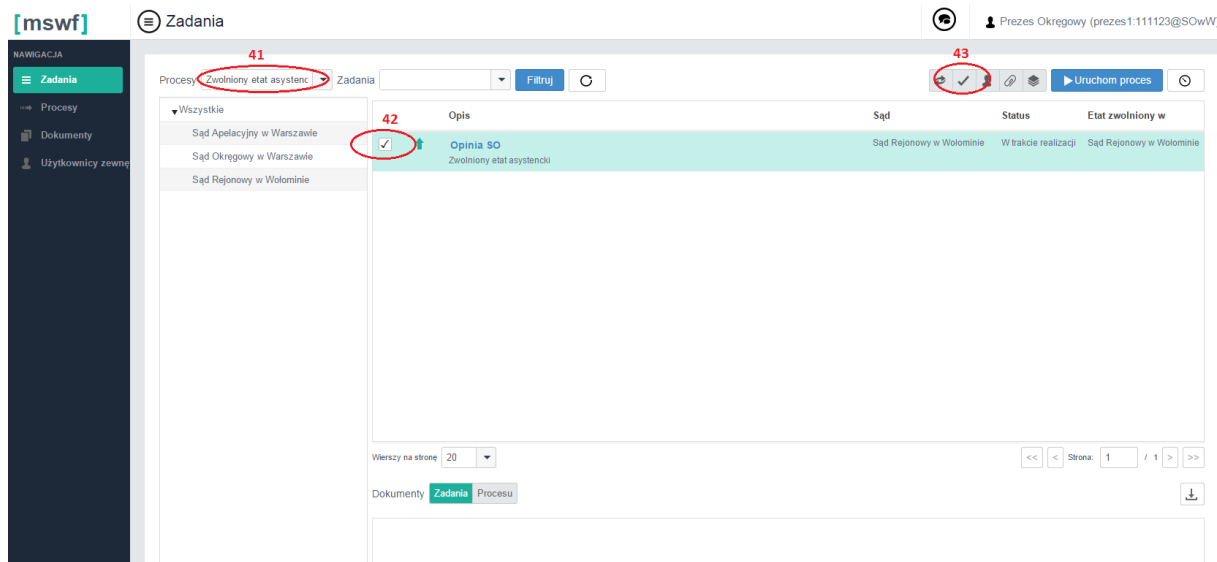 [mswf]
Zadania
Prezes Okręgowy (prezes1:111123@SOwW
NAWIGACJA
Zadania
Procesy
Dokumenty
Użytkownicy zewnę
41
43
Procesy Zwolniony etat asystenc Zadania Filtruj Uruchom proces
Wszystkie
Sąd Apelacyjny w Warszawie
Sąd Okręgowy w Warszawie
Sąd Rejonowy w Wołominie
42
Opis Sąd Status Etat zwolniony w
Opinia SO Sąd Rejonowy w Wołominie W trakcie realizacji Sąd Rejonowy w Wołominie
Zwolniony etat asystencki
Wierszy na stronę 20 << < Strona: 1 / 1 > >>
Dokumenty Zadania Procesu